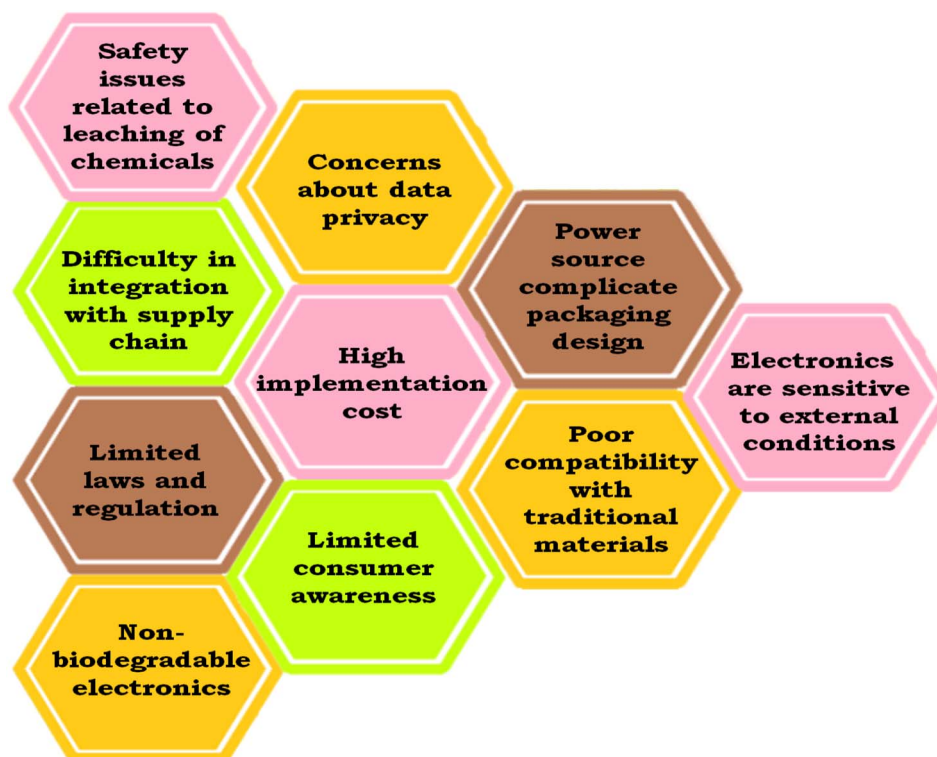 Safety
issues
related to
leaching of
chemicals
Concerns
about data
privacy
Difficulty in
integration
with supply
chain
Power
source
complicate
packaging
design
High
implementation
cost
Electronics
are sensitive
to external
conditions
Limited
laws and
regulation
Poor
compatibility
with
traditional
materials
Limited
consumer
awareness
Non-
biodegradable
electronics